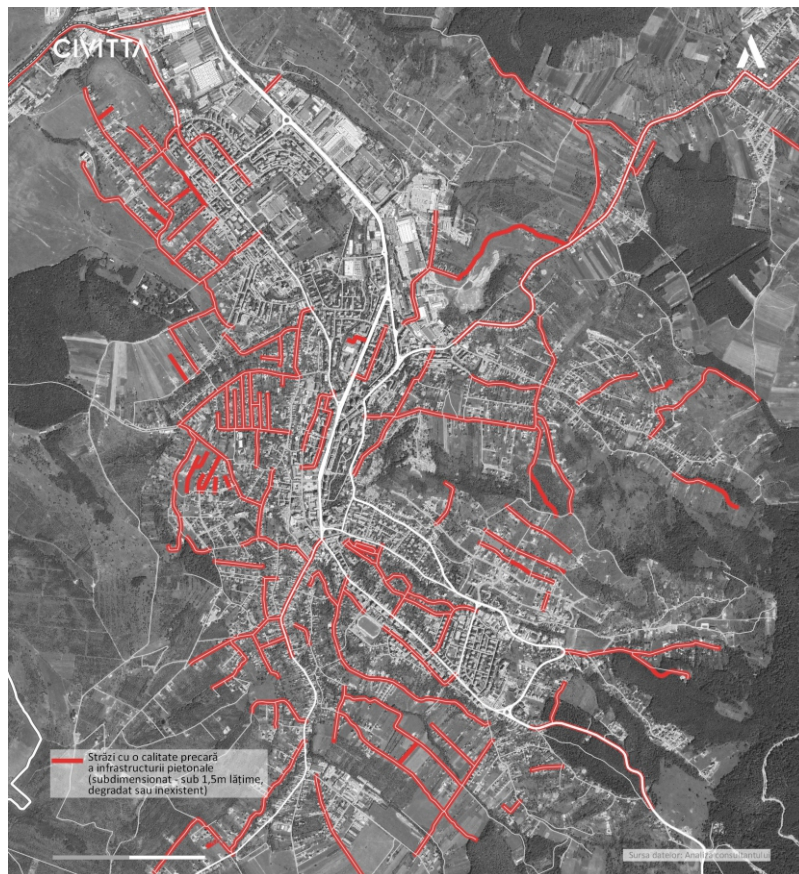 CIVITTA
Străzi cu o calitate precară
a infrastructurii pietonale
(subdimensionat - sub 1,5m lățime,
degradat sau inexistent)
Sursa datelor: Analiza consultantului